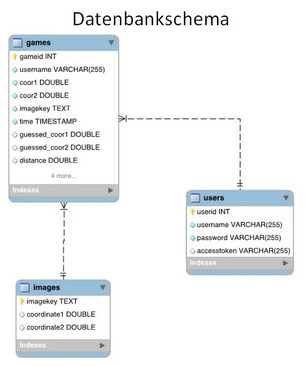 Datenbankschema
games
gameid INT
username VARCHAR(255)
coor1 DOUBLE
coor2 DOUBLE
imagekey TEXT
time TIMESTAMP
guessed_coor1 DOUBLE
guessed_coor2 DOUBLE
distance DOUBLE
4 more...
Indexes
users
userid INT
username VARCHAR(255)
password VARCHAR(255)
accesstoken VARCHAR(255)
Indexes
images
imagekey TEXT
coordinate1 DOUBLE
coordinate2 DOUBLE
Indexes